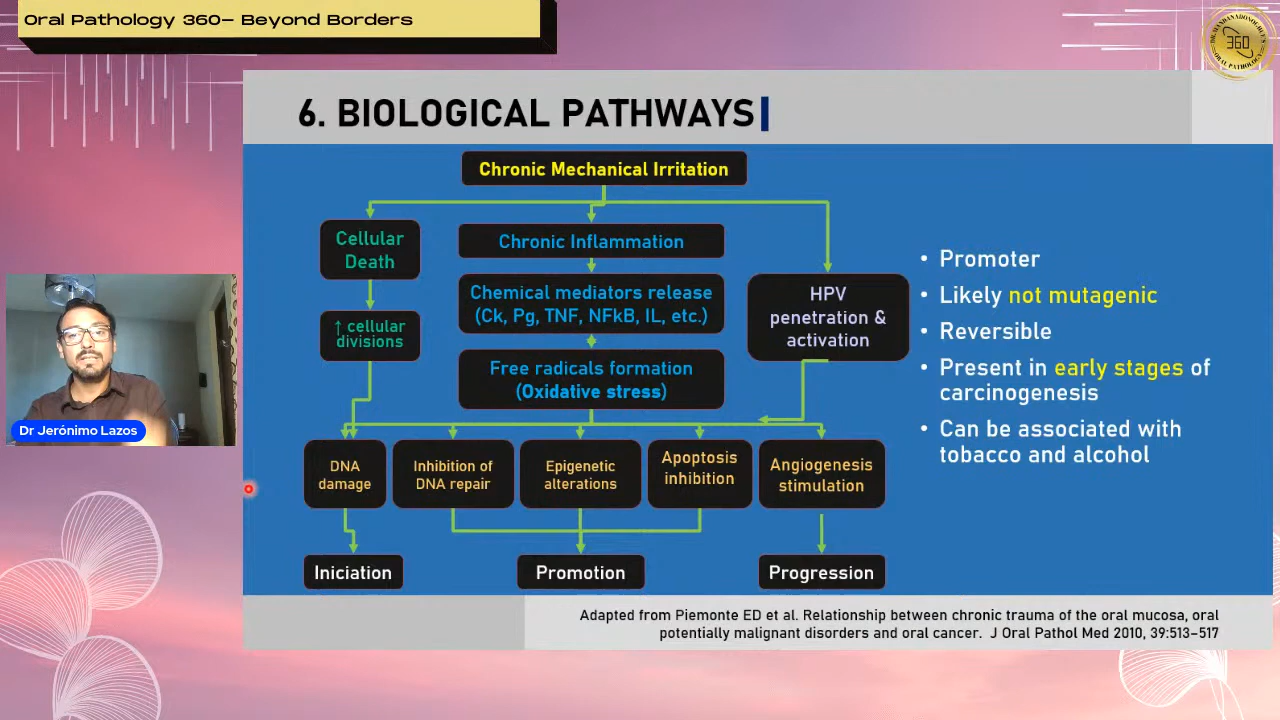 Oral Pathology 360- Beyond Borders
360
ORAL PATHOLOGY
6. BIOLOGICAL PATHWAYS
Chronic Mechanical Irritation
Cellular
Death
↑ cellular
divisions
Chronic Inflammation
Chemical mediators release
(Ck, Pg, TNF, NFkB, IL, etc.)
Free radicals formation
(Oxidative stress)
HPV
penetration &
activation
DNA
damage
Inhibition of
DNA repair
Epigenetic
alterations
Apoptosis
inhibition
Angiogenesis
stimulation
Iniciation
Promotion
Progression
• Promoter
• Likely not mutagenic
• Reversible
• Present in early stages of
carcinogenesis
• Can be associated with
tobacco and alcohol
Dr Jerónimo Lazos
Adapted from Piemonte ED et al. Relationship between chronic trauma of the oral mucosa, oral
potentially malignant disorders and oral cancer. J Oral Pathol Med 2010, 39:513–517